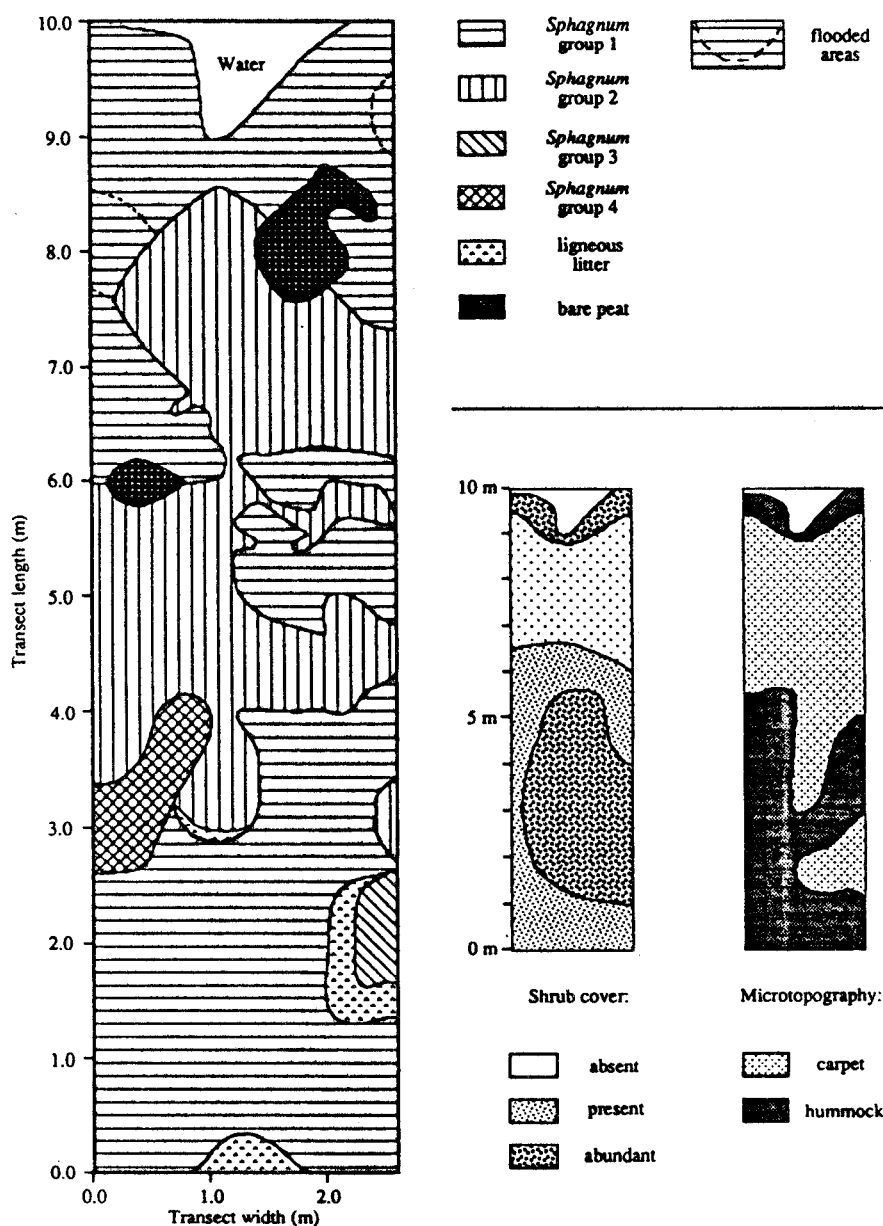 10.0
9.0
8.0
7.0
6.0
5.0
4.0
3.0
2.0
1.0
0.0
Transect length (m)
Water
0.0 1.0 2.0
Transect width (m)
Sphagnum
group 1
Sphagnum
group 2
Sphagnum
group 3
Sphagnum
group 4
ligneous
litter
bare peat
flooded
areas
10 m
5 m
0 m
Shrub cover:
absent
present
abundant
Microtopography:
carpet
hummock